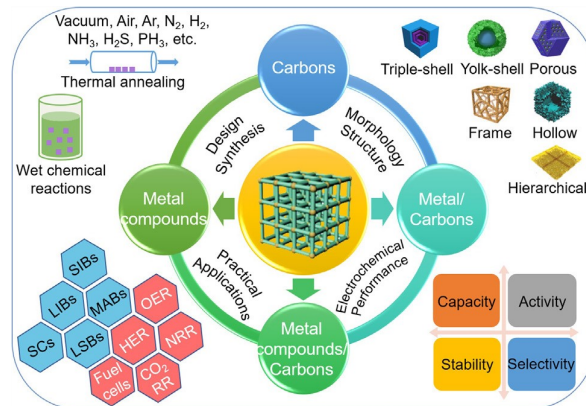 Vacuum, Air, Ar, N₂, H₂,
NH₃, H₂S, PH₃, etc.
Thermal annealing
Wet chemical
reactions
Carbons
Triple-shell
Yolk-shell
Porous
Frame
Hollow
Hierarchical
Design
Synthesis
Morphology
Structure
Metal
compounds
Metal/
Carbons
Practical/
Applications
Electrochemical/
Performance
Metal
compounds/
Carbons
SIBs
LIBs
MABs
OER
SCs
LSBs
HER
NRR
Fuel
cells
CO₂
RR
Capacity
Activity
Stability
Selectivity